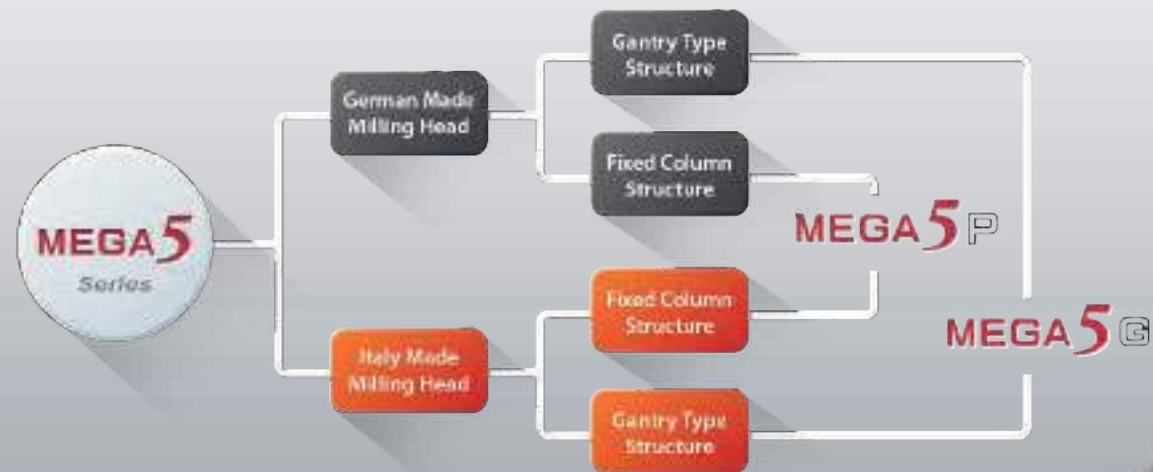 Gantry Type
Structure
German Made
Milling Head
Fixed Column
Structure
MEGA5
Series
MEGA5P
Fixed Column
Structure
MEGA5G
Italy Made
Milling Head
Gantry Type
Structure